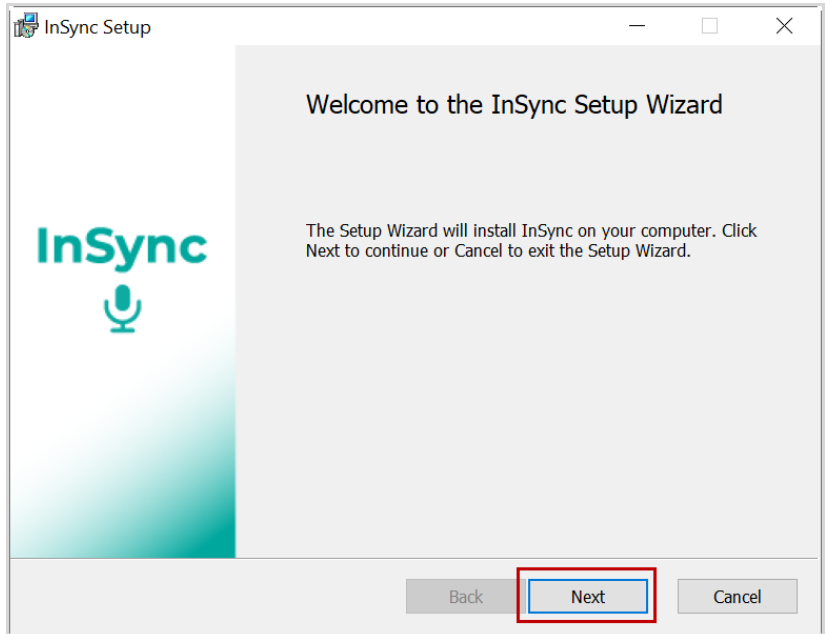 InSync Setup
Welcome to the InSync Setup Wizard
InSync
The Setup Wizard will install InSync on your computer. Click
Next to continue or Cancel to exit the Setup Wizard.
Back
Next
Cancel